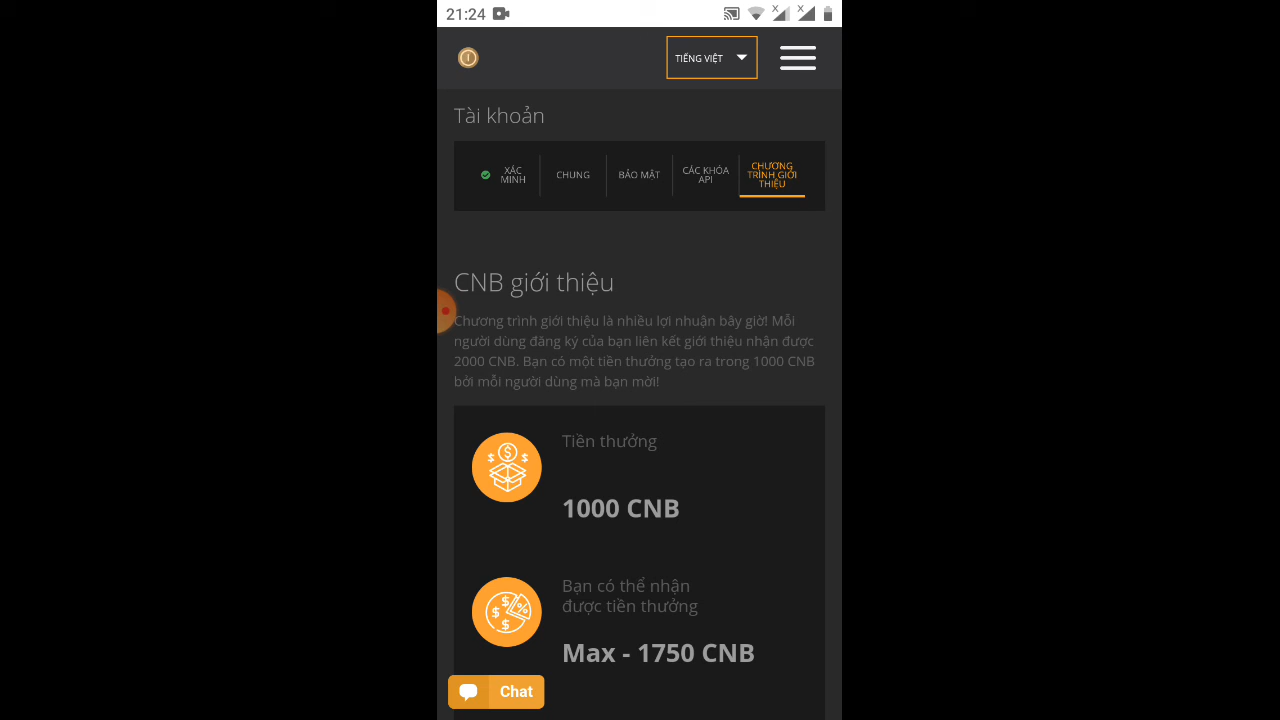 21:24
TIẾNG VIỆT
Tài khoản
XÁC
MINH
CHUNG
BẢO MẬT
CÁC KHÓA
API
CHƯƠNG
TRÌNH GIỚI
THIỆU
CNB giới thiệu
Chương trình giới thiệu là nhiều lợi nhuận bây giờ! Mỗi
người dùng đăng ký của bạn liên kết giới thiệu nhận được
2000 CNB. Bạn có một tiền thưởng tạo ra trong 1000 CNB
bởi mỗi người dùng mà bạn mời!
Tiền thưởng
1000 CNB
Bạn có thể nhận
được tiền thưởng
Max - 1750 CNB
Chat